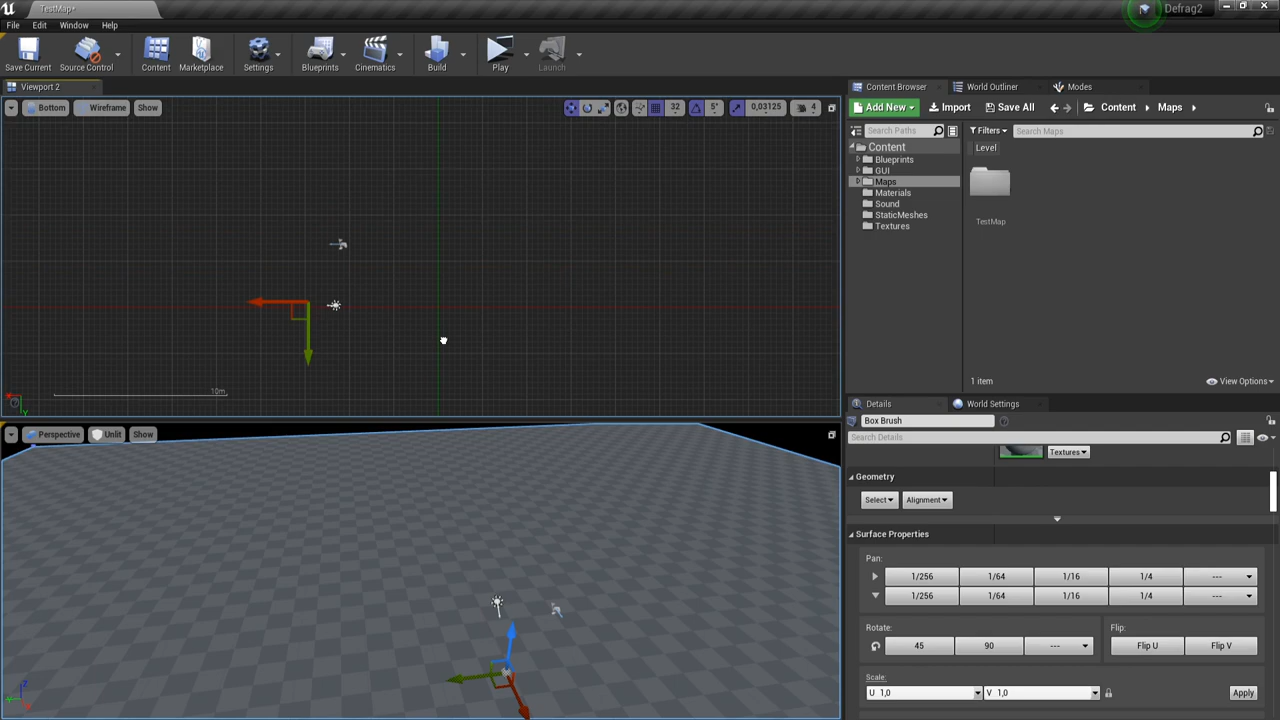 TestMap*
Defrag2
File Edit Window Help
Save Current Source Control Content Marketplace Settings Blueprints Cinematics Build Play Launch
Viewport 2
Content Browser World Outliner Modes
Bottom Wireframe Show 32 5° 0,03125 4
Add New Import Save All Content Maps
Search Paths Filters Search Maps
Content
Level
Blueprints
GUI
Maps
Materials
Sound
StaticMeshes
Textures
TestMap
1 item View Options
10m
Y
Details World Settings
Box Brush
Perspective Unlit Show
Search Details
Textures
Geometry
Select Alignment
Surface Properties
Pan:
1/256 1/64 1/16 1/4 ---
1/256 1/64 1/16 1/4 ---
Rotate: Flip:
45 90 --- Flip U Flip V
Scale:
U 1,0 V 1,0 Apply